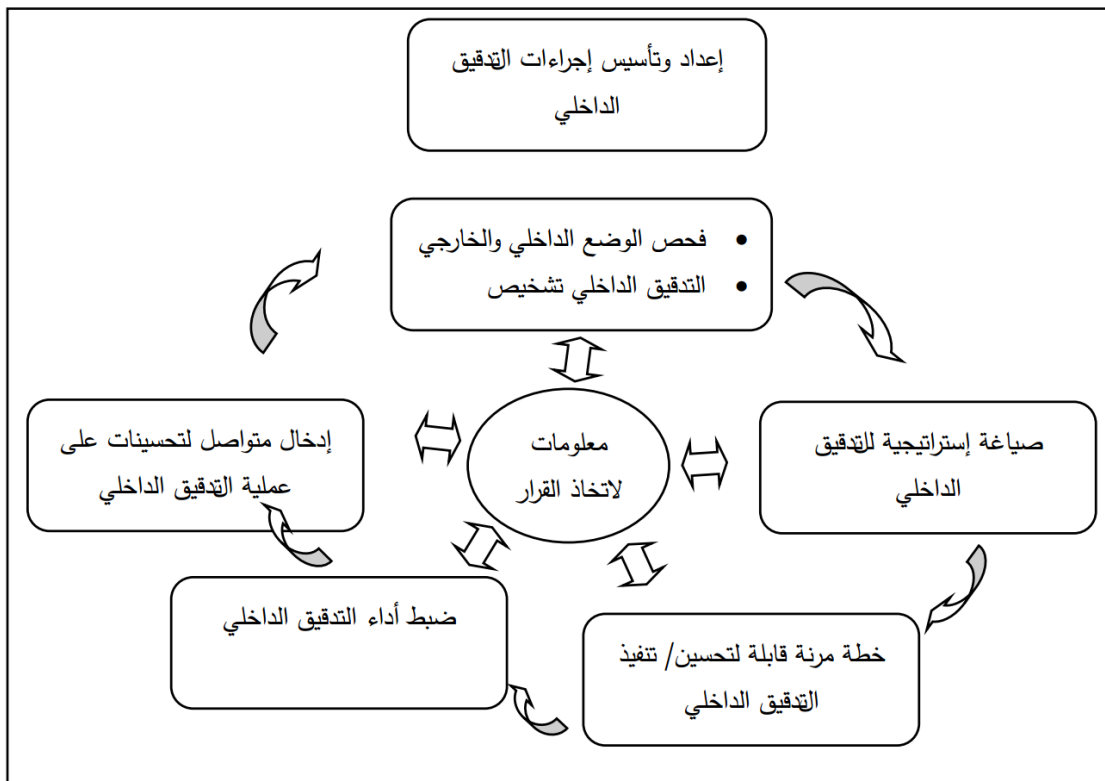 إعداد وتأسيس إجراءات التدقيق
الداخلي
• فحص الوضع الداخلي والخارجي
• التدقيق الداخلي تشخيص
إدخال متواصل لتحسينات على
عملية التدقيق الداخلي
معلومات
لاتخاذ القرار
صياغة إستراتيجية للتدقيق
الداخلي
ضبط أداء التدقيق الداخلي
خطة مرنة قابلة لتحسين/ تنفيذ
التدقيق الداخلي